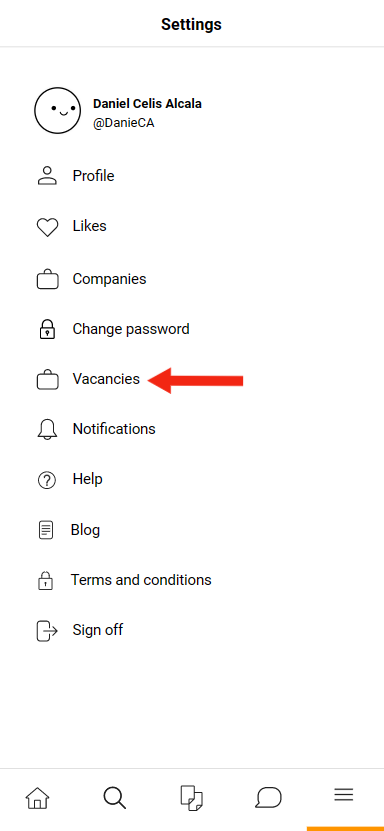 Settings
Daniel Celis Alcala
@DanieCA
Profile
Likes
Companies
Change password
Vacancies
Notifications
Help
Blog
Terms and conditions
Sign off